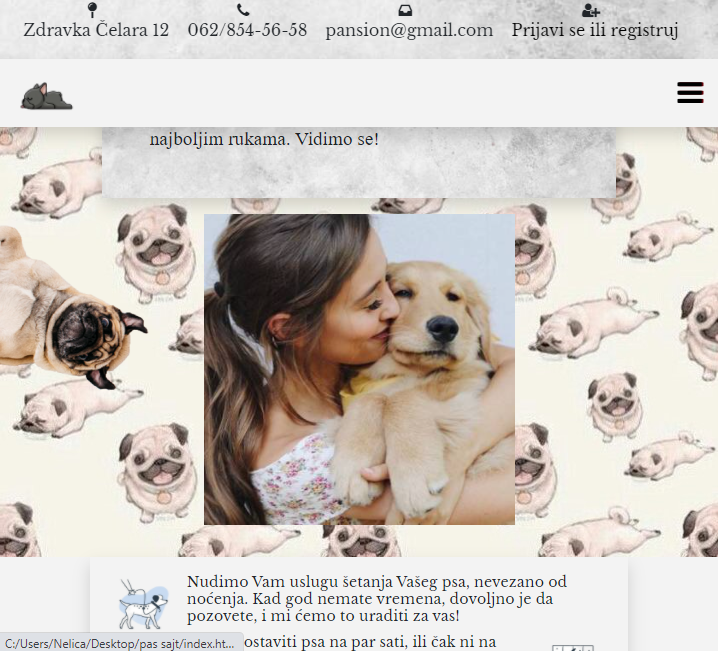 Zdravka Čelara 12 062/854-56-58 pansion@gmail.com Prijavi se ili registruj
najboljim rukama. Vidimo se!
Nudimo Vam uslugu šetanja Vašeg psa, nevezano od
noćenja. Kad god nemate vremena, dovoljno je da
pozovete, i mi ćemo to uraditi za vas!
ostaviti psa na par sati, ili čak ni na
C:/Users/Nelica/Desktop/pas sajt/index.ht...